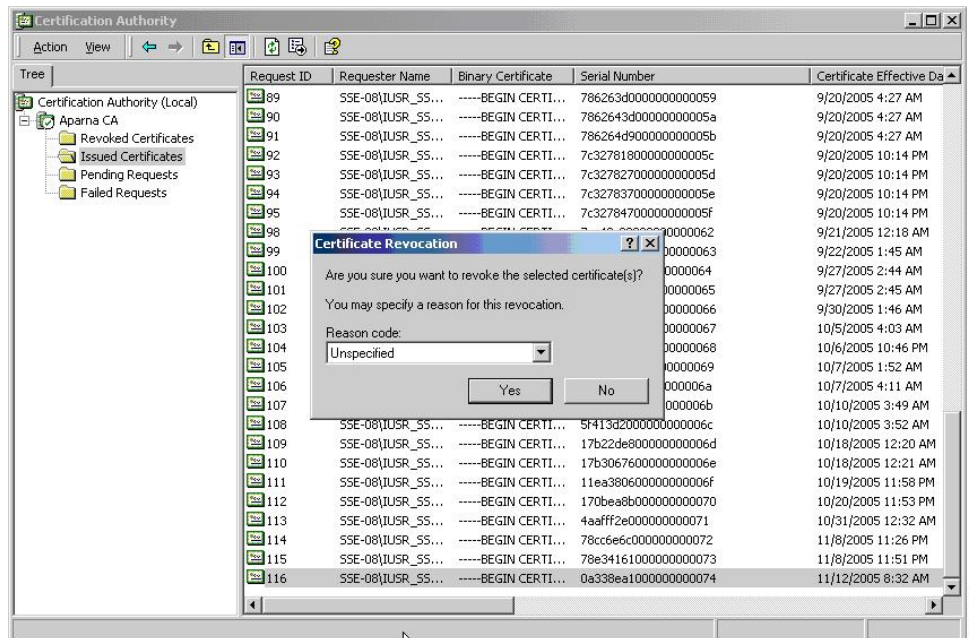 Certification Authority
Action View
Tree
Certification Authority (Local)
Aparna CA
Revoked Certificates
Issued Certificates
Pending Requests
Failed Requests
Request ID Requester Name Binary Certificate Serial Number Certificate Effective Da
89 SSE-08\IUSR_SS... -----BEGIN CERTI... 786263d0000000000059 9/20/2005 4:27 AM
90 SSE-08\IUSR_SS... -----BEGIN CERTI... 7862643d00000000005a 9/20/2005 4:27 AM
91 SSE-08\IUSR_SS... -----BEGIN CERTI... 786264d900000000005b 9/20/2005 4:27 AM
92 SSE-08\IUSR_SS... -----BEGIN CERTI... 7c32781800000000005c 9/20/2005 10:14 PM
93 SSE-08\IUSR_SS... -----BEGIN CERTI... 7c32782700000000005d 9/20/2005 10:14 PM
94 SSE-08\IUSR_SS... -----BEGIN CERTI... 7c32783700000000005e 9/20/2005 10:14 PM
95 SSE-08\IUSR_SS... -----BEGIN CERTI... 7c32784700000000005f 9/20/2005 10:14 PM
98 9/21/2005 12:18 AM
99 9/22/2005 1:45 AM
100 0000064 9/27/2005 2:44 AM
101 0000065 9/27/2005 2:45 AM
102 0000066 9/30/2005 1:46 AM
103 0000067 10/5/2005 4:03 AM
104 0000068 10/6/2005 10:46 PM
105 0000069 10/7/2005 1:52 AM
106 000006a 10/7/2005 4:11 AM
107 00006b 10/10/2005 3:49 AM
108 SSE-08\IUSR_SS... -----BEGIN CERTI... 5f413d2000000000006c 10/10/2005 3:52 AM
109 SSE-08\IUSR_SS... -----BEGIN CERTI... 17b22de800000000006d 10/18/2005 12:20 AM
110 SSE-08\IUSR_SS... -----BEGIN CERTI... 17b3067600000000006e 10/18/2005 12:21 AM
111 SSE-08\IUSR_SS... -----BEGIN CERTI... 11ea380600000000006f 10/19/2005 11:58 PM
112 SSE-08\IUSR_SS... -----BEGIN CERTI... 170bea8b000000000070 10/20/2005 11:53 PM
113 SSE-08\IUSR_SS... -----BEGIN CERTI... 4aafff2e000000000071 10/31/2005 12:32 AM
114 SSE-08\IUSR_SS... -----BEGIN CERTI... 78cc6e6c000000000072 11/8/2005 11:26 PM
115 SSE-08\IUSR_SS... -----BEGIN CERTI... 78e34161000000000073 11/8/2005 11:51 PM
116 SSE-08\IUSR_SS... -----BEGIN CERTI... 0a338ea1000000000074 11/12/2005 8:32 AM
Certificate Revocation
Are you sure you want to revoke the selected certificate(s)?
You may specify a reason for this revocation.
Reason code:
Unspecified
Yes No